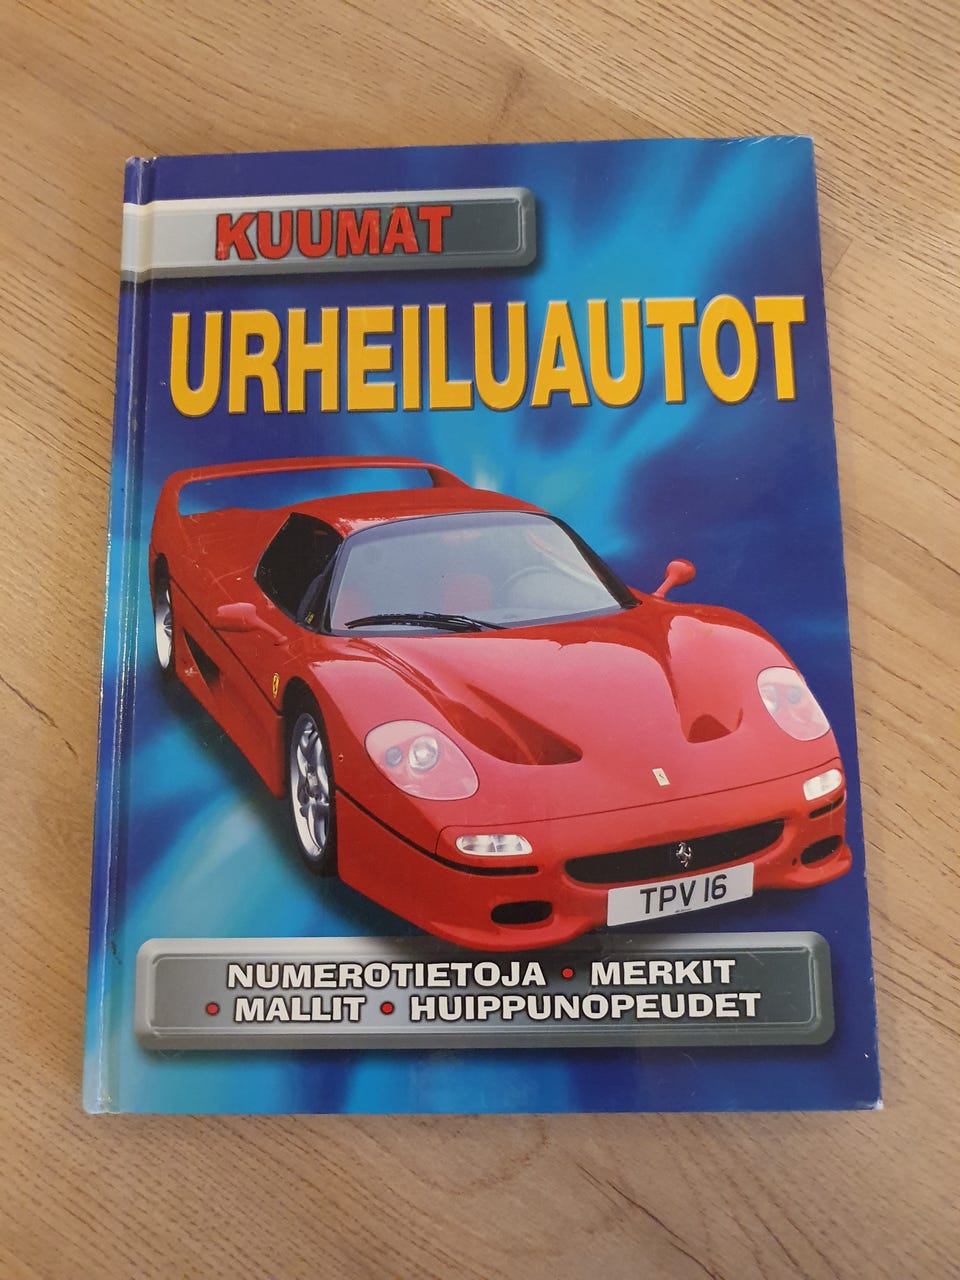 KUUMAT
URHEILUAUTOT
TPV 16
NUMEROTIETOJA • MERKIT
• MALLIT • HUIPPUNOPEUDET